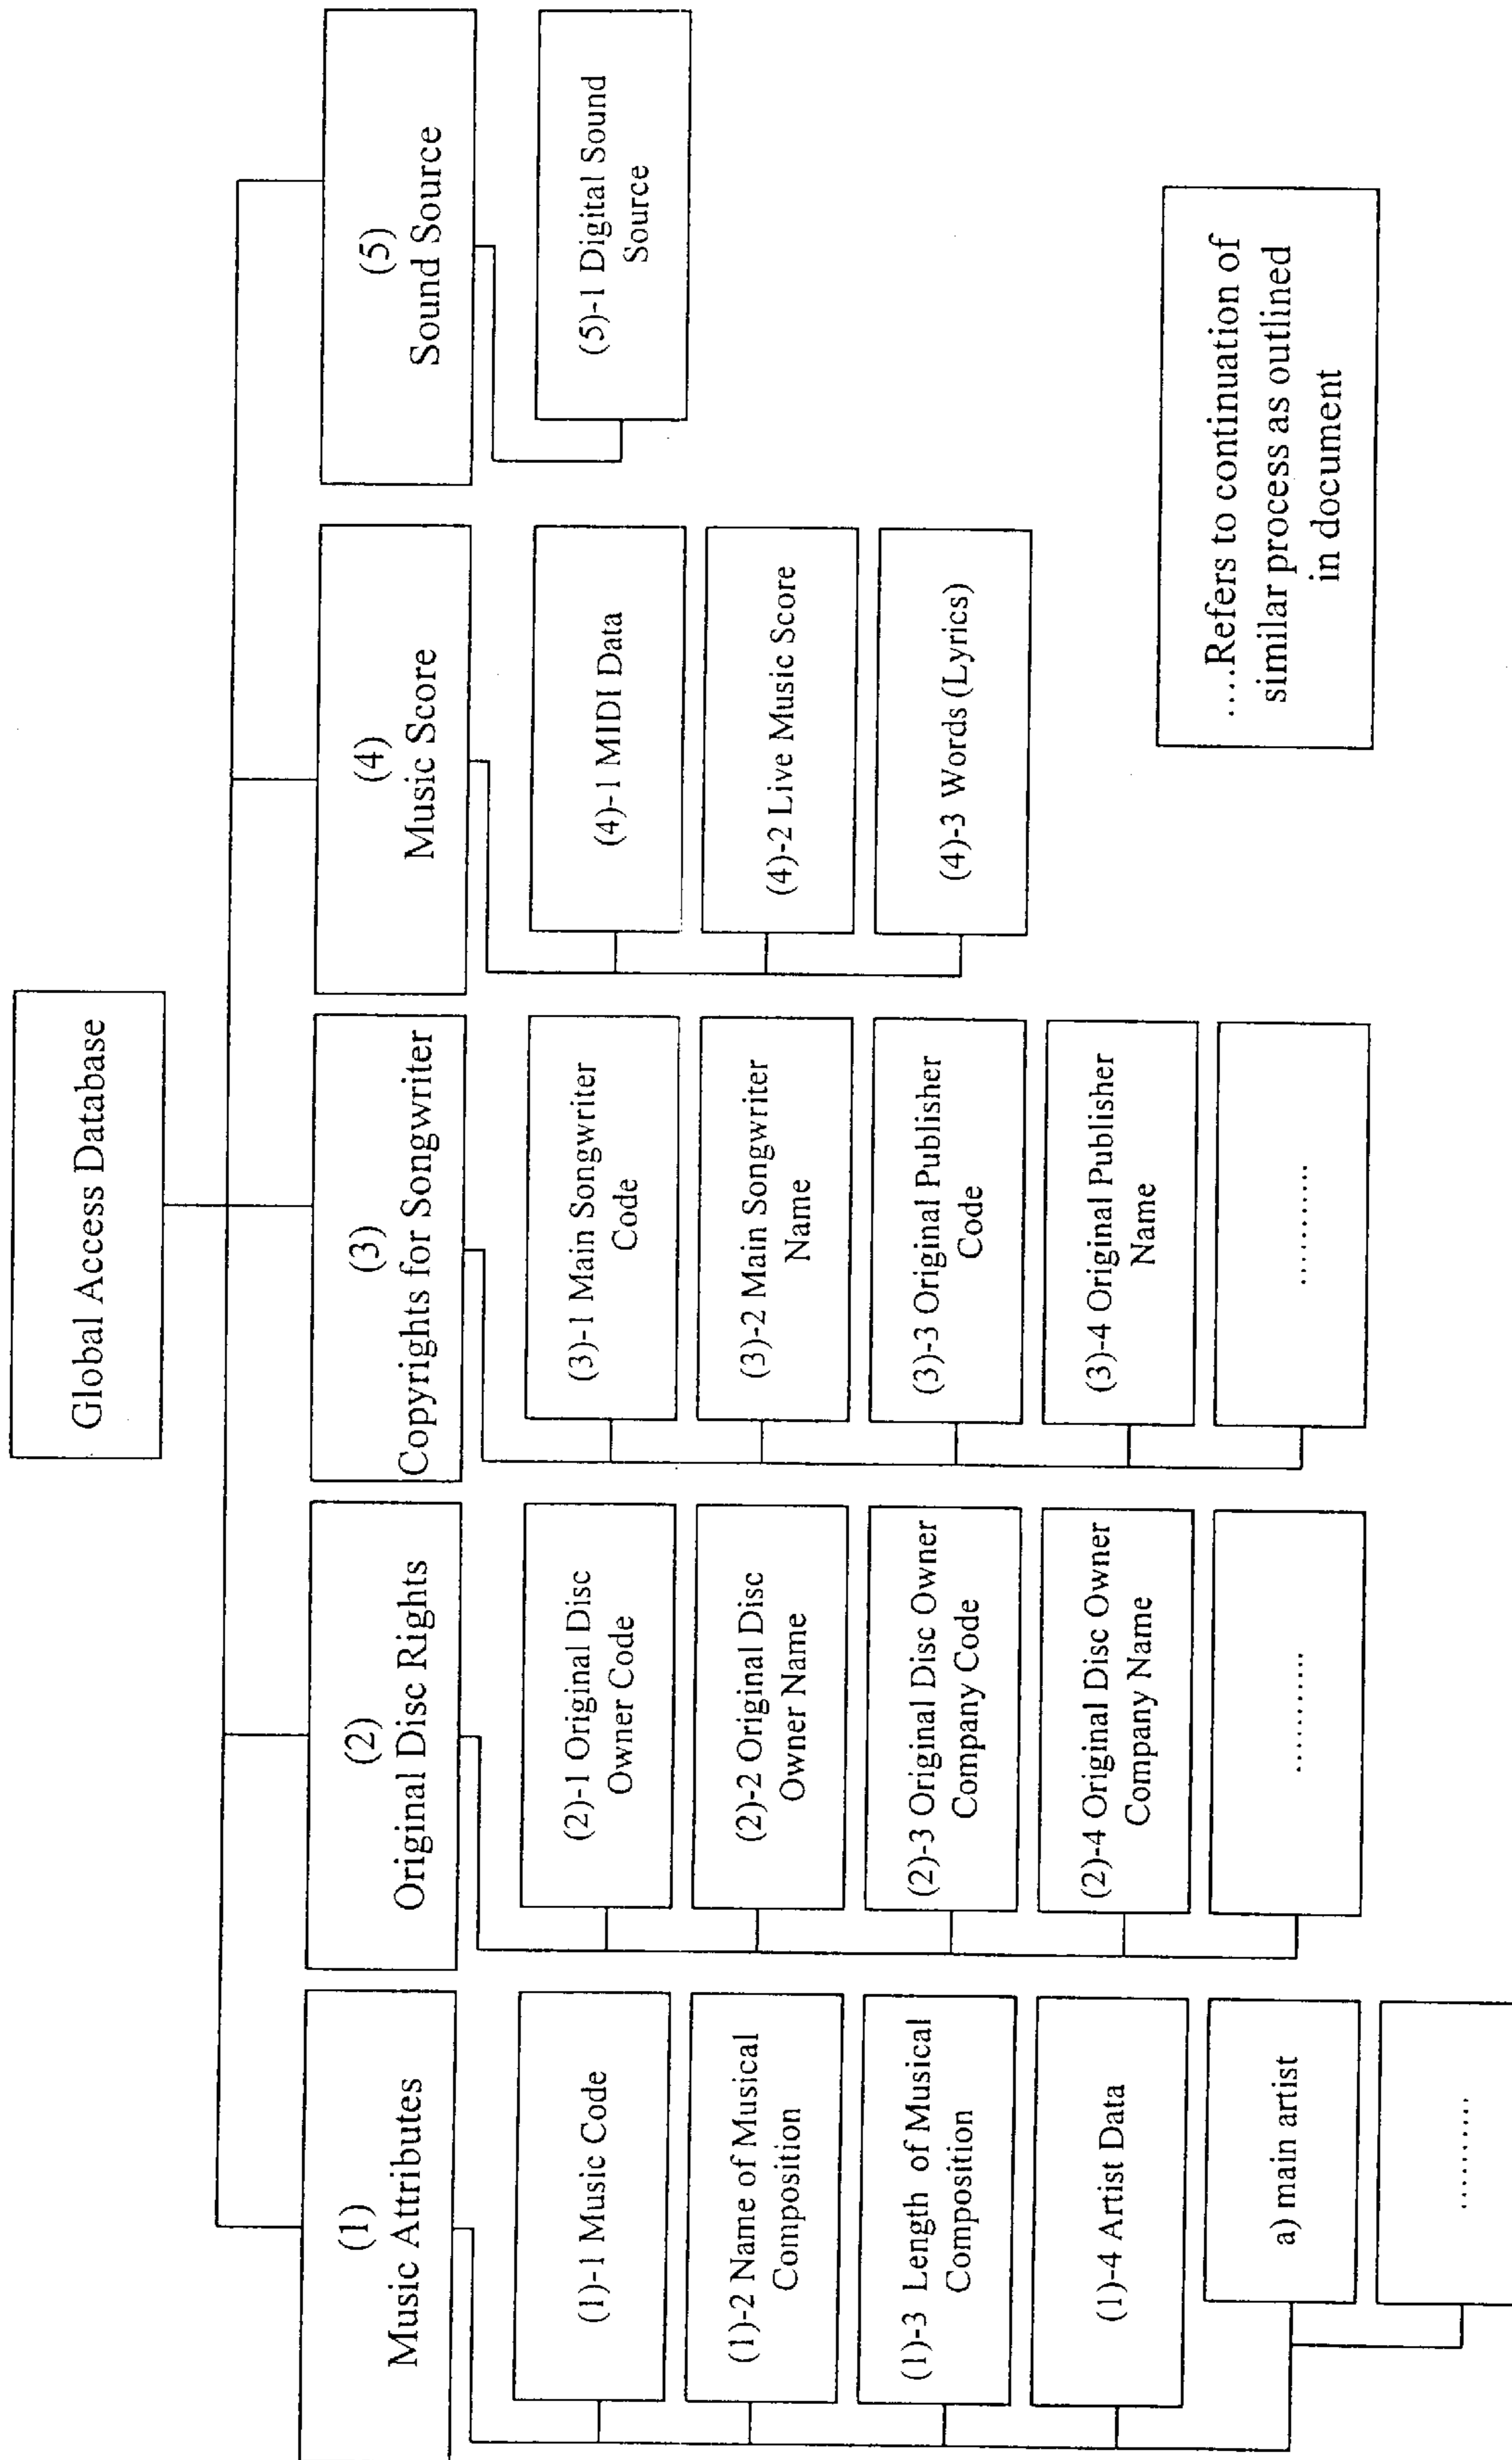 Global Access Database
(1)
Music Attributes
(1)-1 Music Code
(1)-2 Name of Musical
Composition
(1)-3 Length of Musical
Composition
(1)-4 Artist Data
a) main artist
..........
(2)
Original Disc Rights
(2)-1 Original Disc
Owner Code
(2)-2 Original Disc
Owner Name
(2)-3 Original Disc Owner
Company Code
(2)-4 Original Disc Owner
Company Name
..........
(3)
Copyrights for Songwriter
(3)-1 Main Songwriter
Code
(3)-2 Main Songwriter
Name
(3)-3 Original Publisher
Code
(3)-4 Original Publisher
Name
..........
(4)
Music Score
(4)-1 MIDI Data
(4)-2 Live Music Score
(4)-3 Words (Lyrics)
(5)
Sound Source
(5)-1 Digital Sound
Source
....Refers to continuation of
similar process as outlined
in document